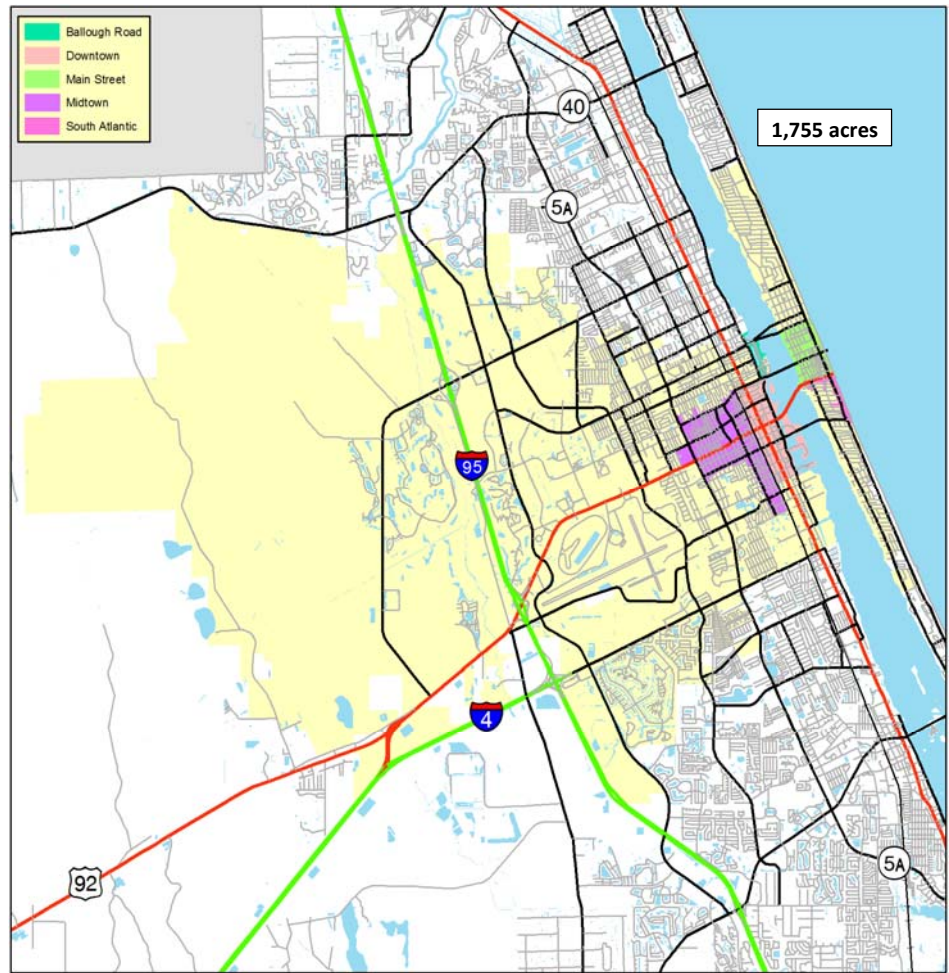 Ballough Road
Downtown
Main Street
Midtown
South Atlantic
1,755 acres
40
5A
95
4
92
5A